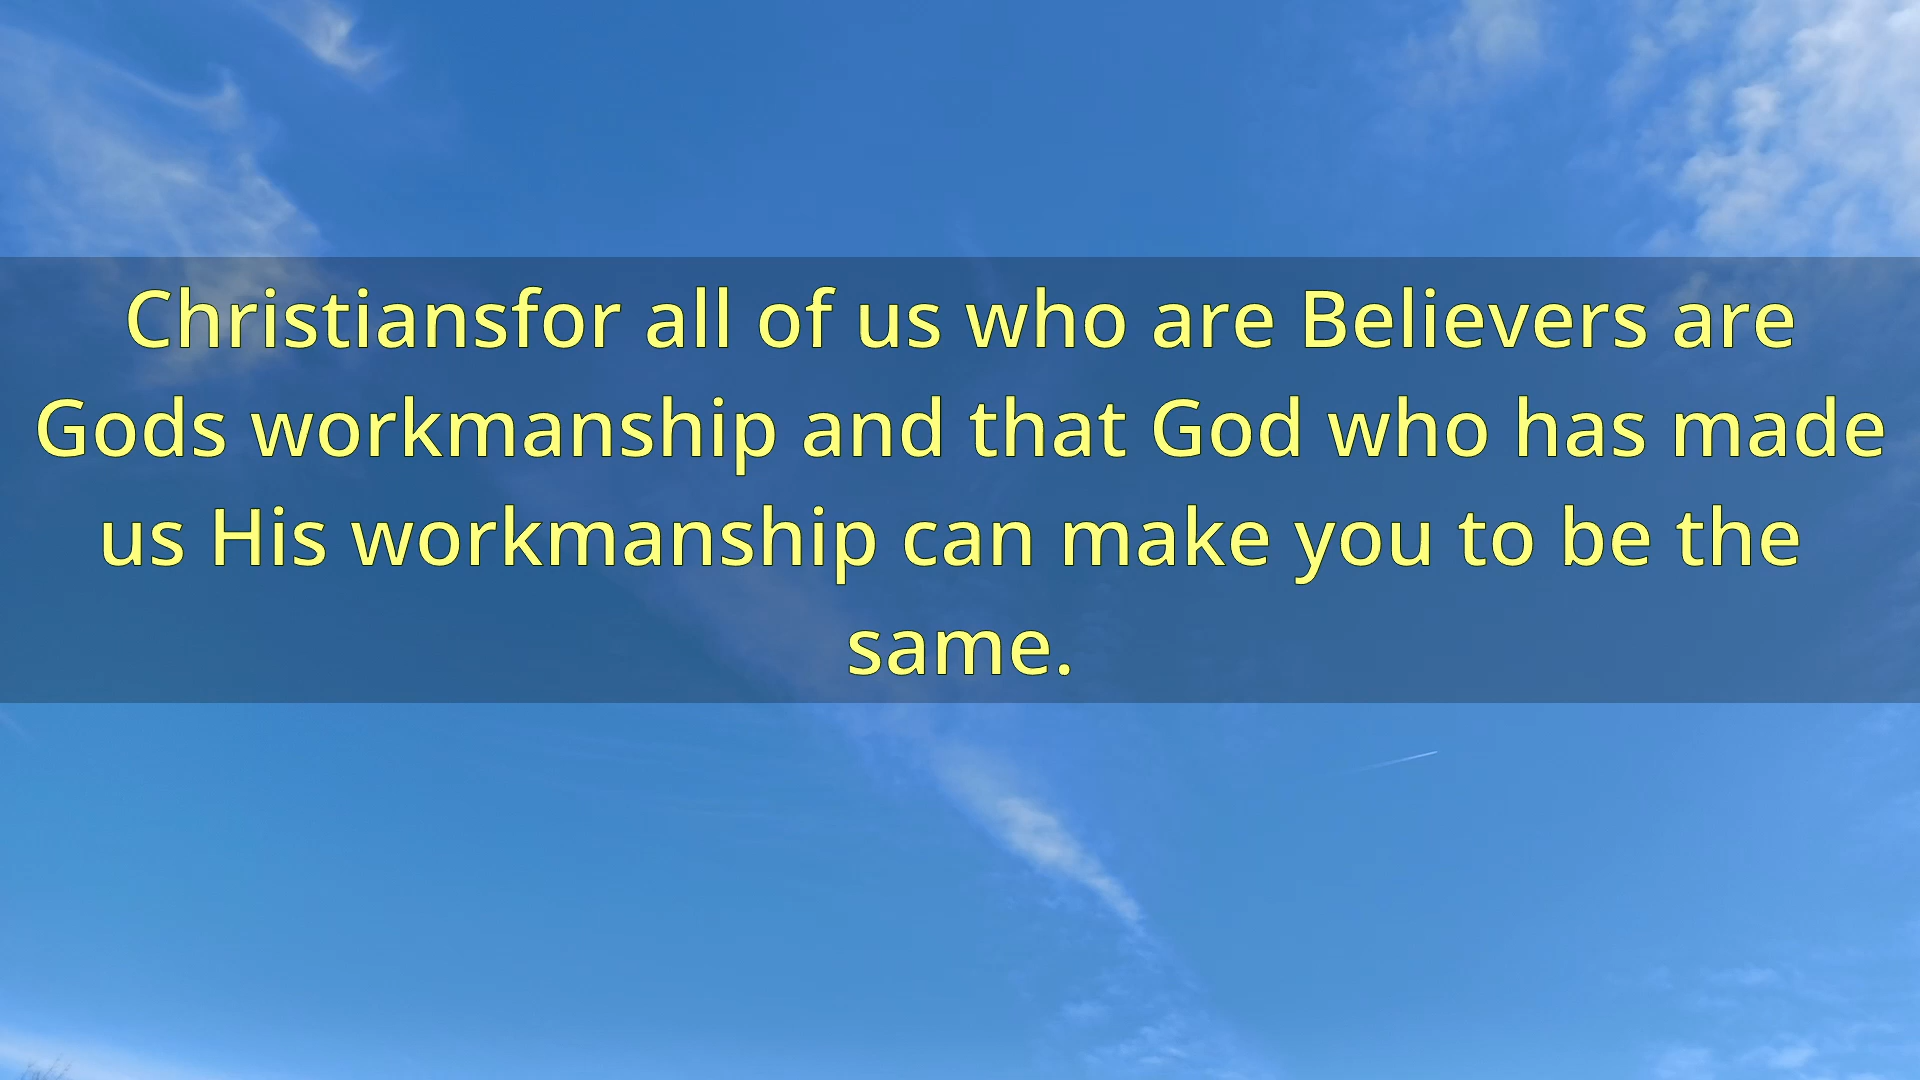 Christiansfor all of us who are Believers are
Gods workmanship and that God who has made
us His workmanship can make you to be the
same.